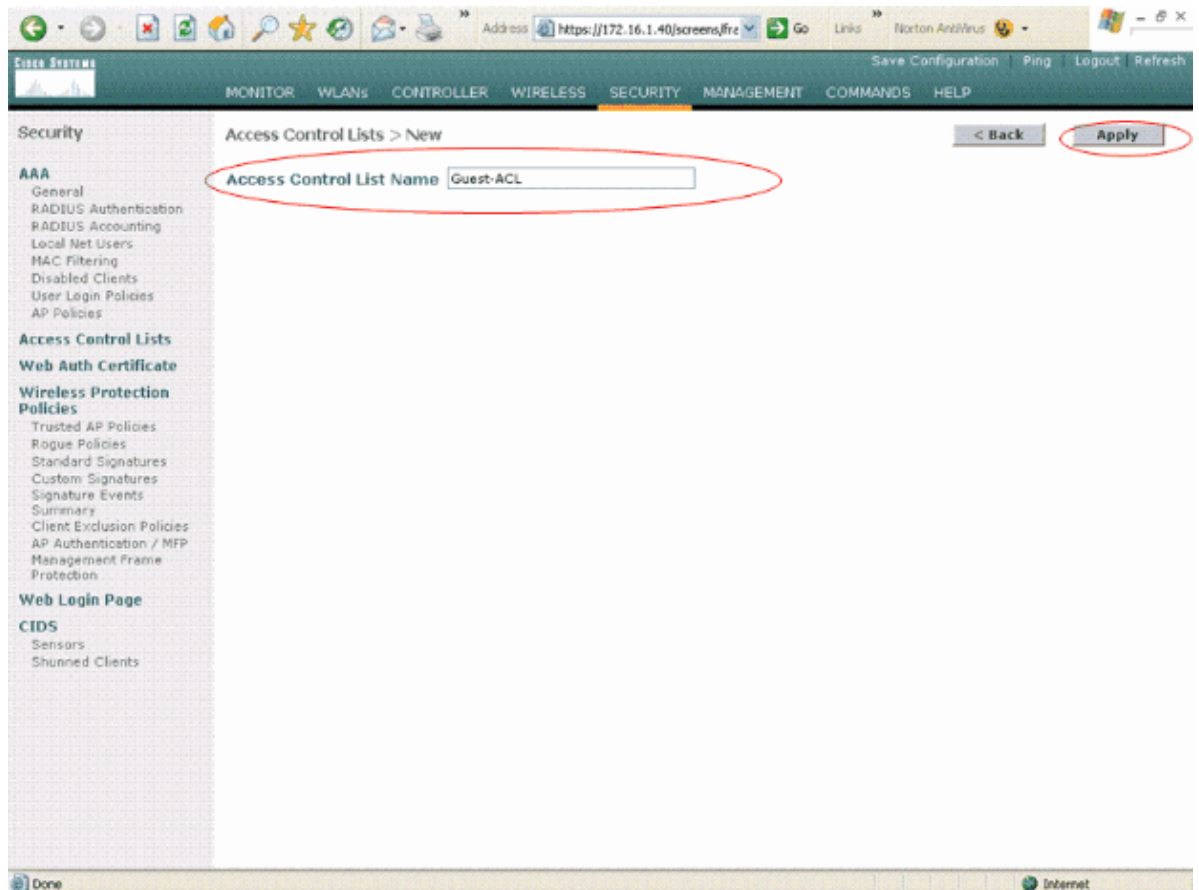 Address https://172.16.1.40/screens/fra Go Links Norton AntiVirus
CISCO SYSTEMS
Save Configuration Ping Logout Refresh
MONITOR WLANs CONTROLLER WIRELESS SECURITY MANAGEMENT COMMANDS HELP
Security
Access Control Lists > New
< Back
Apply
Access Control List Name Guest-ACL
AAA
General
RADIUS Authentication
RADIUS Accounting
Local Net Users
MAC Filtering
Disabled Clients
User Login Policies
AP Policies
Access Control Lists
Web Auth Certificate
Wireless Protection
Policies
Trusted AP Policies
Rogue Policies
Standard Signatures
Custom Signatures
Signature Events
Summary
Client Exclusion Policies
AP Authentication / MFP
Management Frame
Protection
Web Login Page
CIDS
Sensors
Shunned Clients
Done
Internet